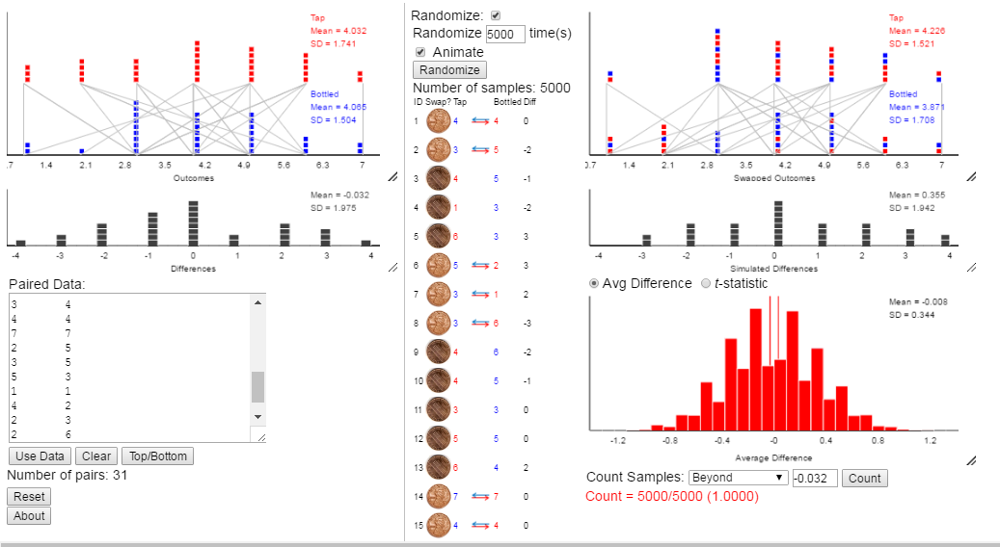 Tap
Mean = 4.032
SD = 1.741
Bottled
Mean = 4.065
SD = 1.504
.7 1.4 2.1 2.8 3.5 4.2 4.9 5.6 6.3 7
Outcomes
Mean = -0.032
SD = 1.975
-4 -3 -2 -1 0 1 2 3 4
Differences
Paired Data:
3 4
4 4
7 7
2 5
3 5
5 3
1 1
4 2
2 3
2 6
Use Data Clear Top/Bottom
Number of pairs: 31
Reset
About
Randomize:
Randomize 5000 time(s)
Animate
Randomize
Number of samples: 5000
ID Swap? Tap Bottled Diff
1 4 4 0
2 3 5 -2
3 4 5 -1
4 1 3 -2
5 6 3 3
6 5 2 3
7 3 1 2
8 3 6 -3
9 4 6 -2
10 4 5 -1
11 3 3 0
12 5 5 0
13 6 4 2
14 7 7 0
15 4 4 0
Tap
Mean = 4.226
SD = 1.521
Bottled
Mean = 3.871
SD = 1.708
0.7 1.4 2.1 2.8 3.5 4.2 4.9 5.6 6.3 7
Swapped Outcomes
Mean = 0.355
SD = 1.942
-4 -3 -2 -1 0 1 2 3 4
Simulated Differences
Avg Difference t-statistic
Mean = -0.008
SD = 0.344
-1.2 -0.8 -0.4 -0 0.4 0.8 1.2
Average Difference
Count Samples: Beyond -0.032 Count
Count = 5000/5000 (1.0000)